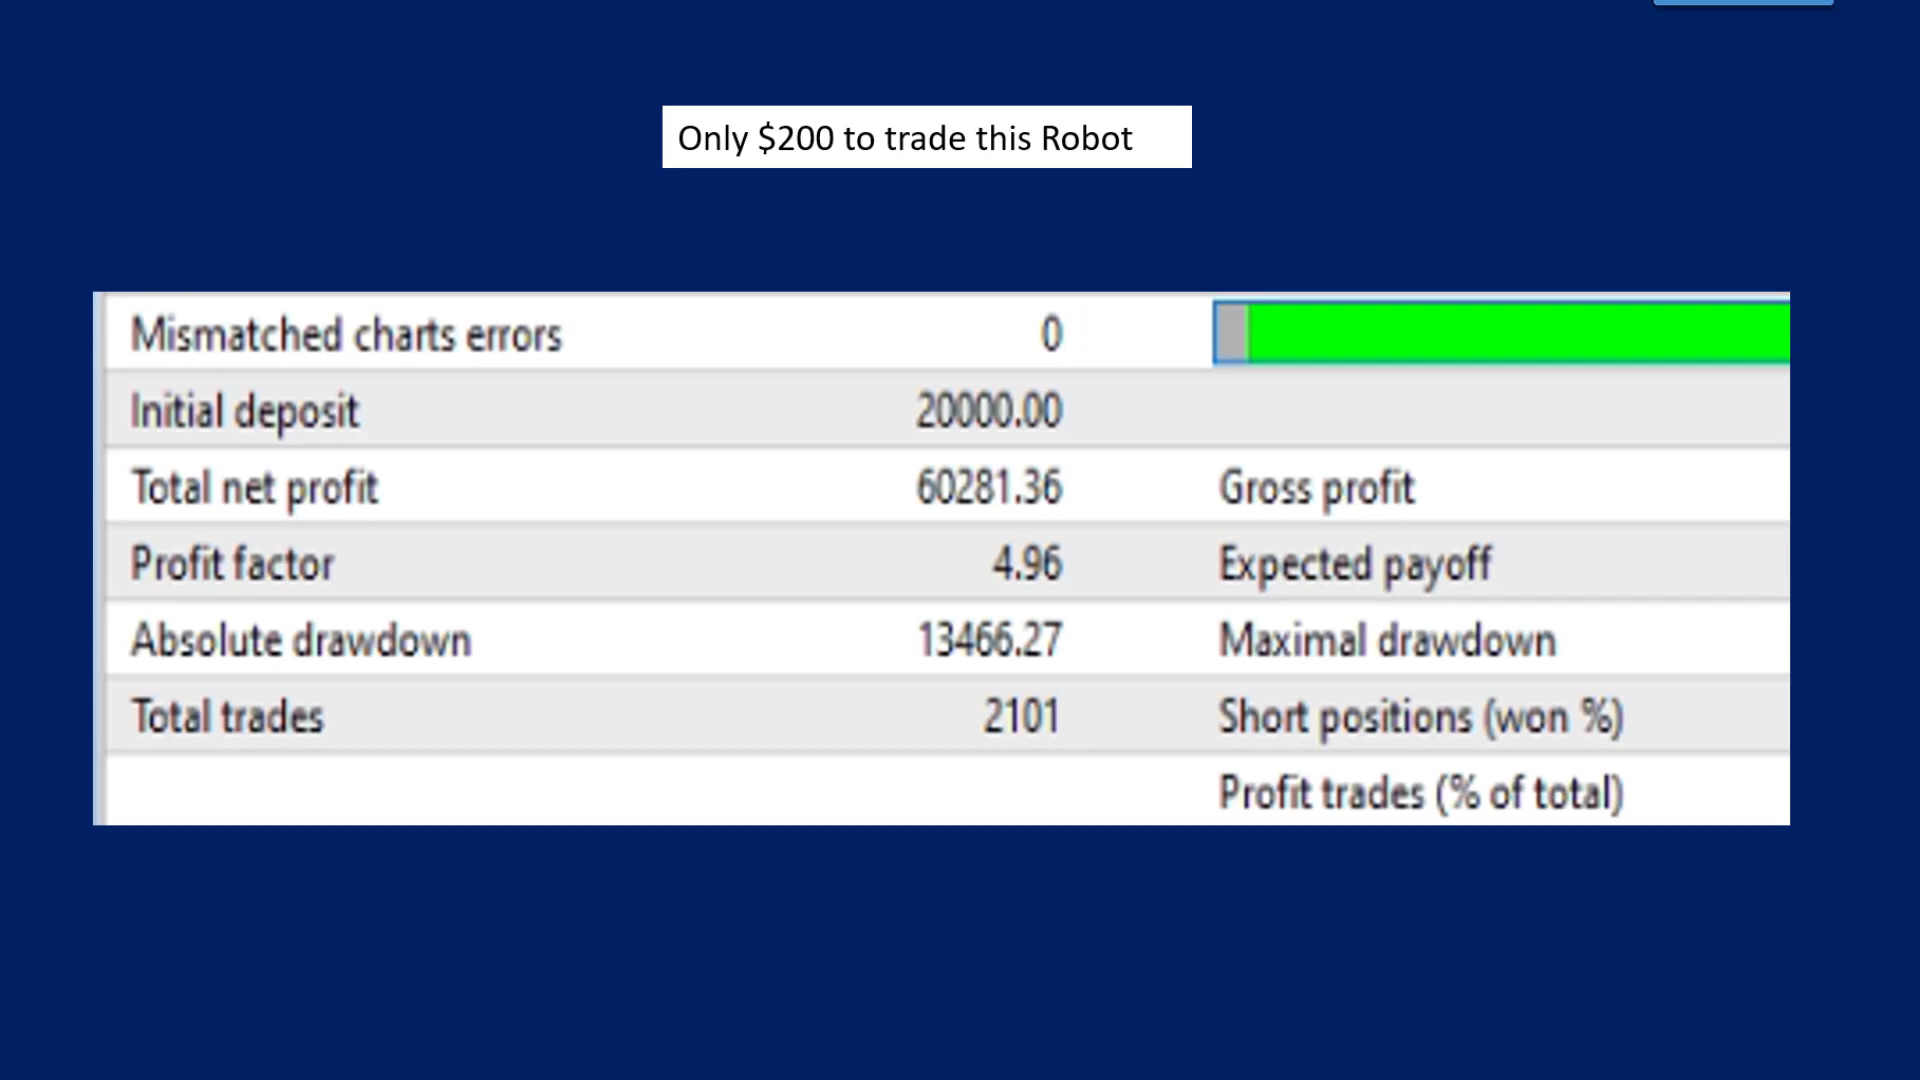 Only $200 to trade this Robot
Mismatched charts errors 0
Initial deposit 20000.00
Total net profit 60281.36 Gross profit
Profit factor 4.96 Expected payoff
Absolute drawdown 13466.27 Maximal drawdown
Total trades 2101 Short positions (won %)
Profit trades (% of total)